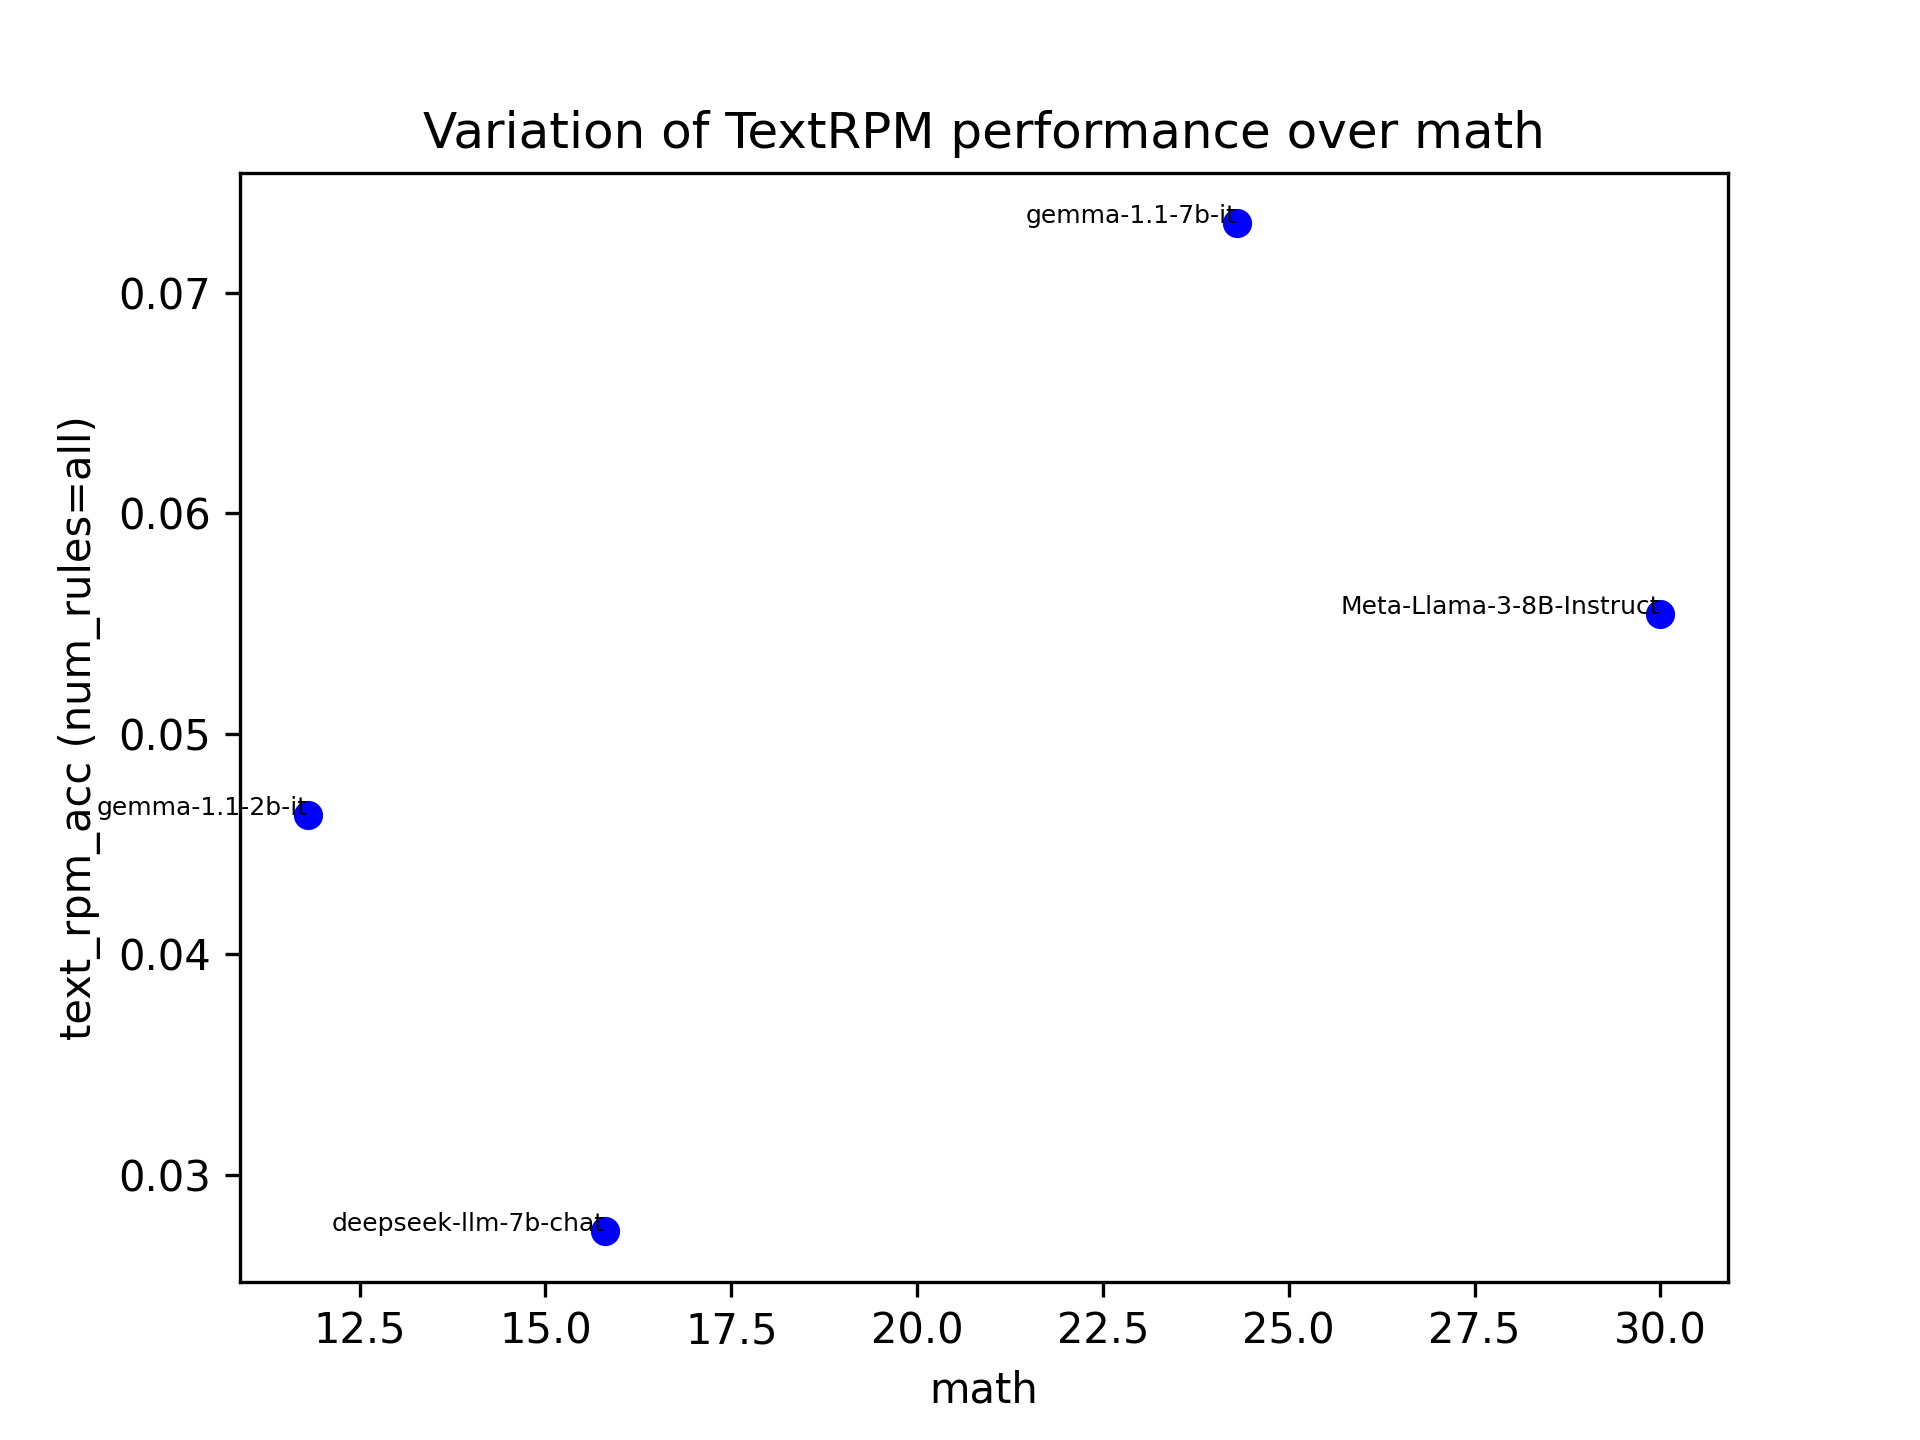 Variation of TextRPM performance over math
gemma-1.1-7b-it
0.07
text_rpm_acc (num_rules=all)
0.06
Meta-Llama-3-8B-Instruct
0.05
gemma-1.1-2b-it
0.04
0.03
deepseek-llm-7b-chat
12.5 15.0 17.5 20.0 22.5 25.0 27.5 30.0
math